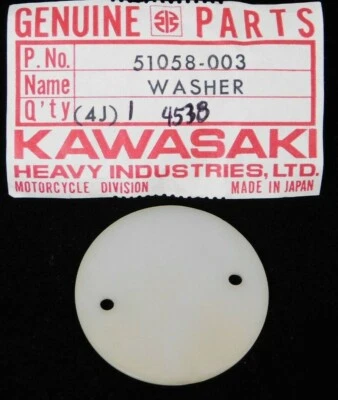 GENUINE PARTS
P. No. 51058-003
Name WASHER
Q'ty (4J) 1 4538
KAWASAKI
HEAVY INDUSTRIES, LTD.
MOTORCYCLE DIVISION MADE IN JAPAN